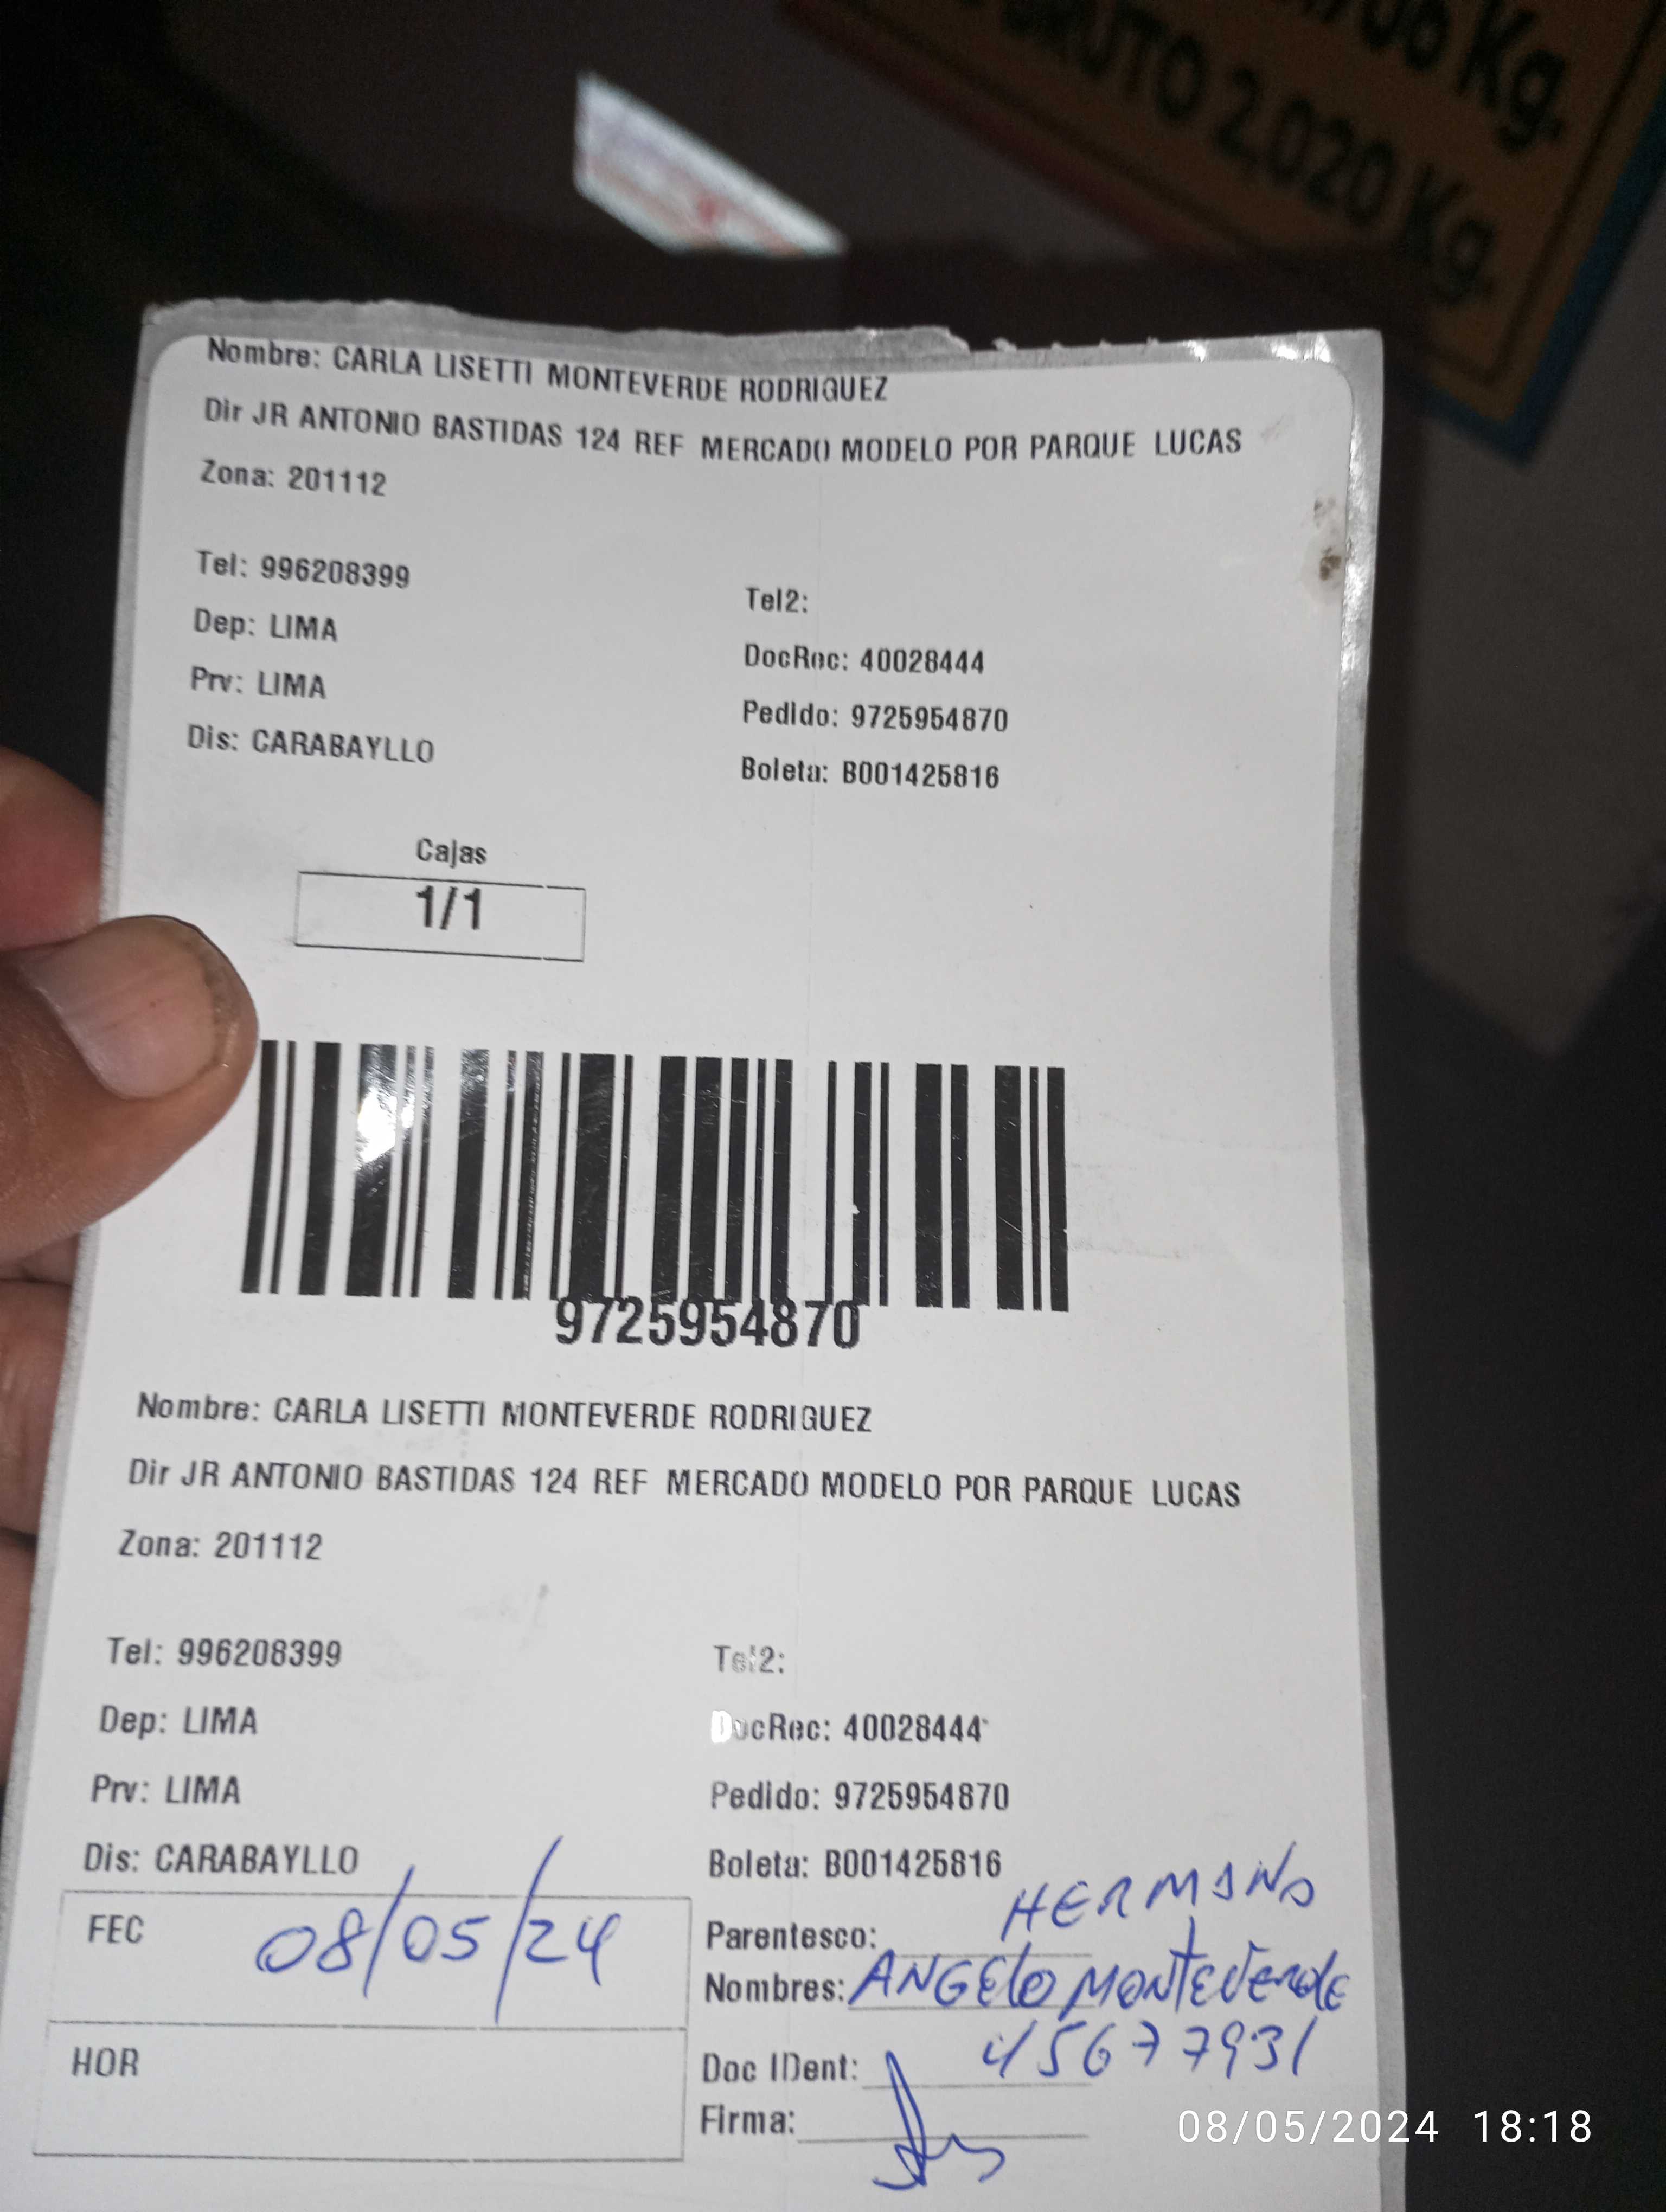 Kg.
BRUTO 2,020 Kg.
Nombre: CARLA LISETTI MONTEVERDE RODRIGUEZ
Dir JR ANTONIO BASTIDAS 124 REF MERCADO MODELO POR PARQUE LUCAS
Zona: 201112
Tel: 996208399
Tel2:
Dep: LIMA
DocRec: 40028444
Prv: LIMA
Pedido: 9725954870
Dis: CARABAYLLO
Boleta: B001425816
Cajas
1/1
9725954870
Nombre: CARLA LISETTI MONTEVERDE RODRIGUEZ
Dir JR ANTONIO BASTIDAS 124 REF MERCADO MODELO POR PARQUE LUCAS
Zona: 201112
Tel: 996208399
Tel2:
Dep: LIMA
DocRec: 40028444
Prv: LIMA
Pedido: 9725954870
Dis: CARABAYLLO
Boleta: B001425816
FEC 08/05/24
Parentesco: HERMANO
Nombres: ANGELO MONTEVERDE
HOR
Doc IDent: 45677931
Firma:
08/05/2024 18:18